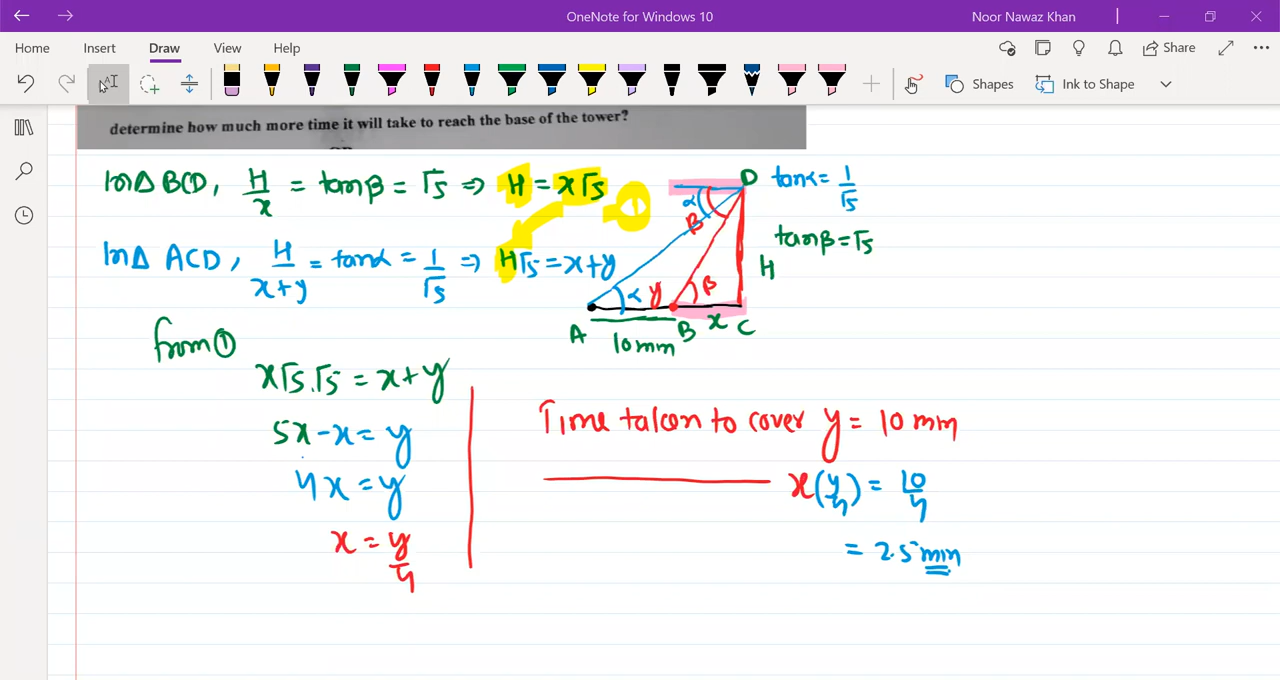 OneNote for Windows 10
Noor Nawaz Khan
Home Insert Draw View Help
Share
Shapes
Ink to Shape
determine how much more time it will take to reach the base of the tower?
In Δ BCD, H/x = tanβ = √5 ⇒ H = x√5 ①
In Δ ACD, H/(x+y) = tanα = 1/√5 ⇒ H√5 = x+y
D
tanα = 1/√5
tanβ = √5
α
β
H
α
y
β
A
B
x
C
10 min
from ①
x√5.√5 = x+y
5x - x = y
4x = y
x = y/4
Time taken to cover y = 10 min
x(y/4) = 10/4
= 2.5 min